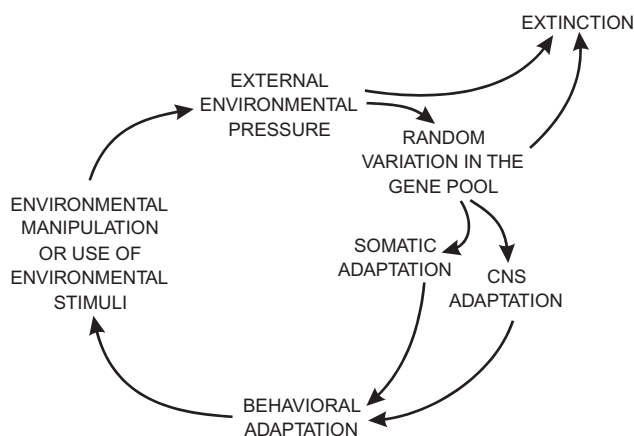 EXTINCTION
EXTERNAL
ENVIRONMENTAL
PRESSURE
RANDOM
VARIATION IN THE
GENE POOL
ENVIRONMENTAL
MANIPULATION
OR USE OF
ENVIRONMENTAL
STIMULI
SOMATIC
ADAPTATION
CNS
ADAPTATION
BEHAVIORAL
ADAPTATION